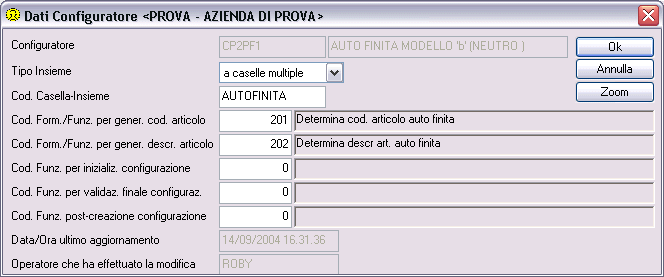 Dati Configuratore <PROVA - AZIENDA DI PROVA>
Configuratore CP2PF1 AUTO FINITA MODELLO 'b' (NEUTRO ) Ok
Tipo Insieme a caselle multiple Annulla
Cod. Casella-Insieme AUTOFINITA Zoom
Cod. Form./Funz. per gener. cod. articolo 201 Determina cod. articolo auto finita
Cod. Form./Funz. per gener. descr. articolo 202 Determina descr art. auto finita
Cod. Funz. per inizializ. configurazione 0
Cod. Funz. per validaz. finale configuraz. 0
Cod. Funz. post-creazione configurazione 0
Data/Ora ultimo aggiornamento 14/09/2004 16.31.36
Operatore che ha effettuato la modifica ROBY